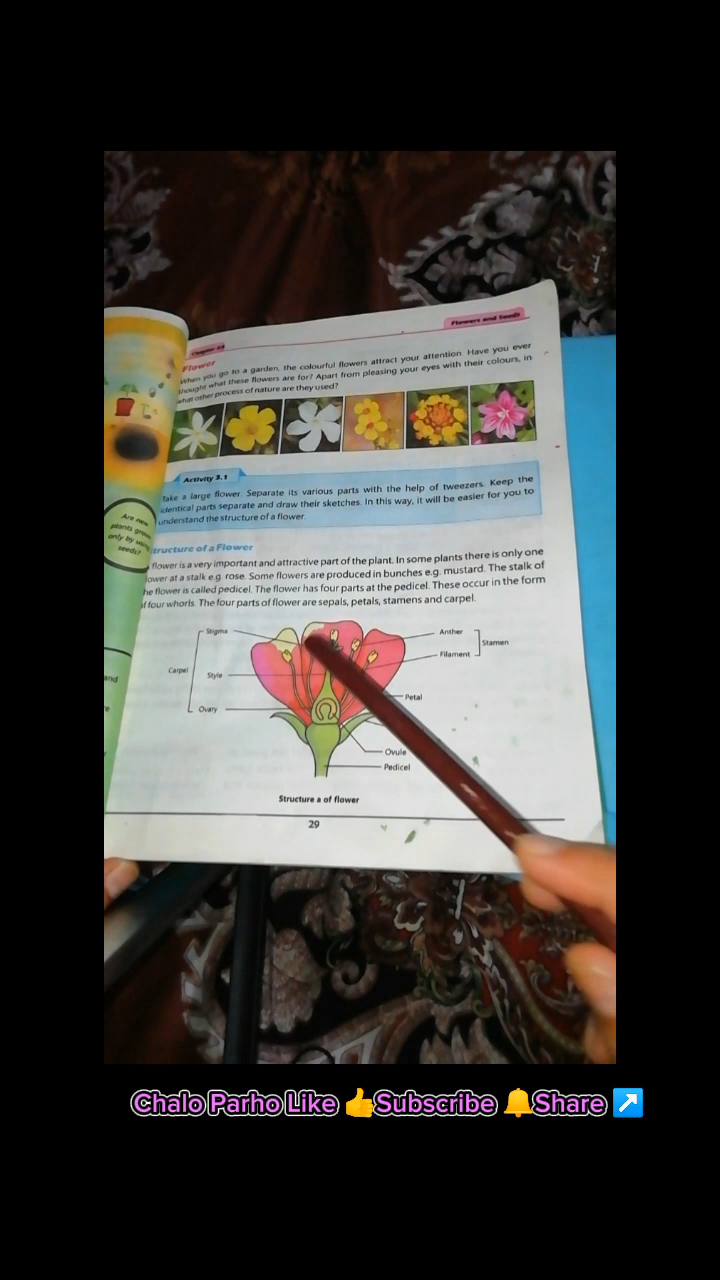 Flowers and Seeds
Chapter 03
Flower
When you go to a garden, the colourful flowers attract your attention. Have you ever
thought what these flowers are for? Apart from pleasing your eyes with their colours, in
what other process of nature are they used?
Activity 3.1
Take a large flower. Separate its various parts with the help of tweezers. Keep the
identical parts separate and draw their sketches. In this way, it will be easier for you to
understand the structure of a flower.
Are new
plants grown
only by using
seeds?
tructure of a Flower
flower is a very important and attractive part of the plant. In some plants there is only one
lower at a stalk e.g. rose. Some flowers are produced in bunches e.g. mustard. The stalk of
he flower is called pedicel. The flower has four parts at the pedicel. These occur in the form
of four whorls. The four parts of flower are sepals, petals, stamens and carpel.
Stigma
Anther
Stamen
Filament
Carpel
Style
and
Petal
Ovary
Ovule
Pedicel
Structure a of flower
29
Chalo Parho Like 👍Subscribe 🔔Share ↗